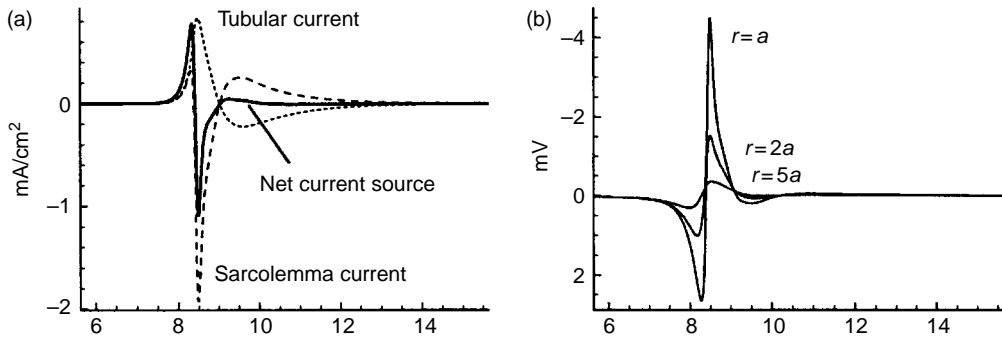 (a)
Tubular current
0
mA/cm²
Net current source
–1
Sarcolemma current
–2
6 8 10 12 14
(b)
–4
r=a
–2
r=2a
mV
r=5a
0
2
6 8 10 12 14